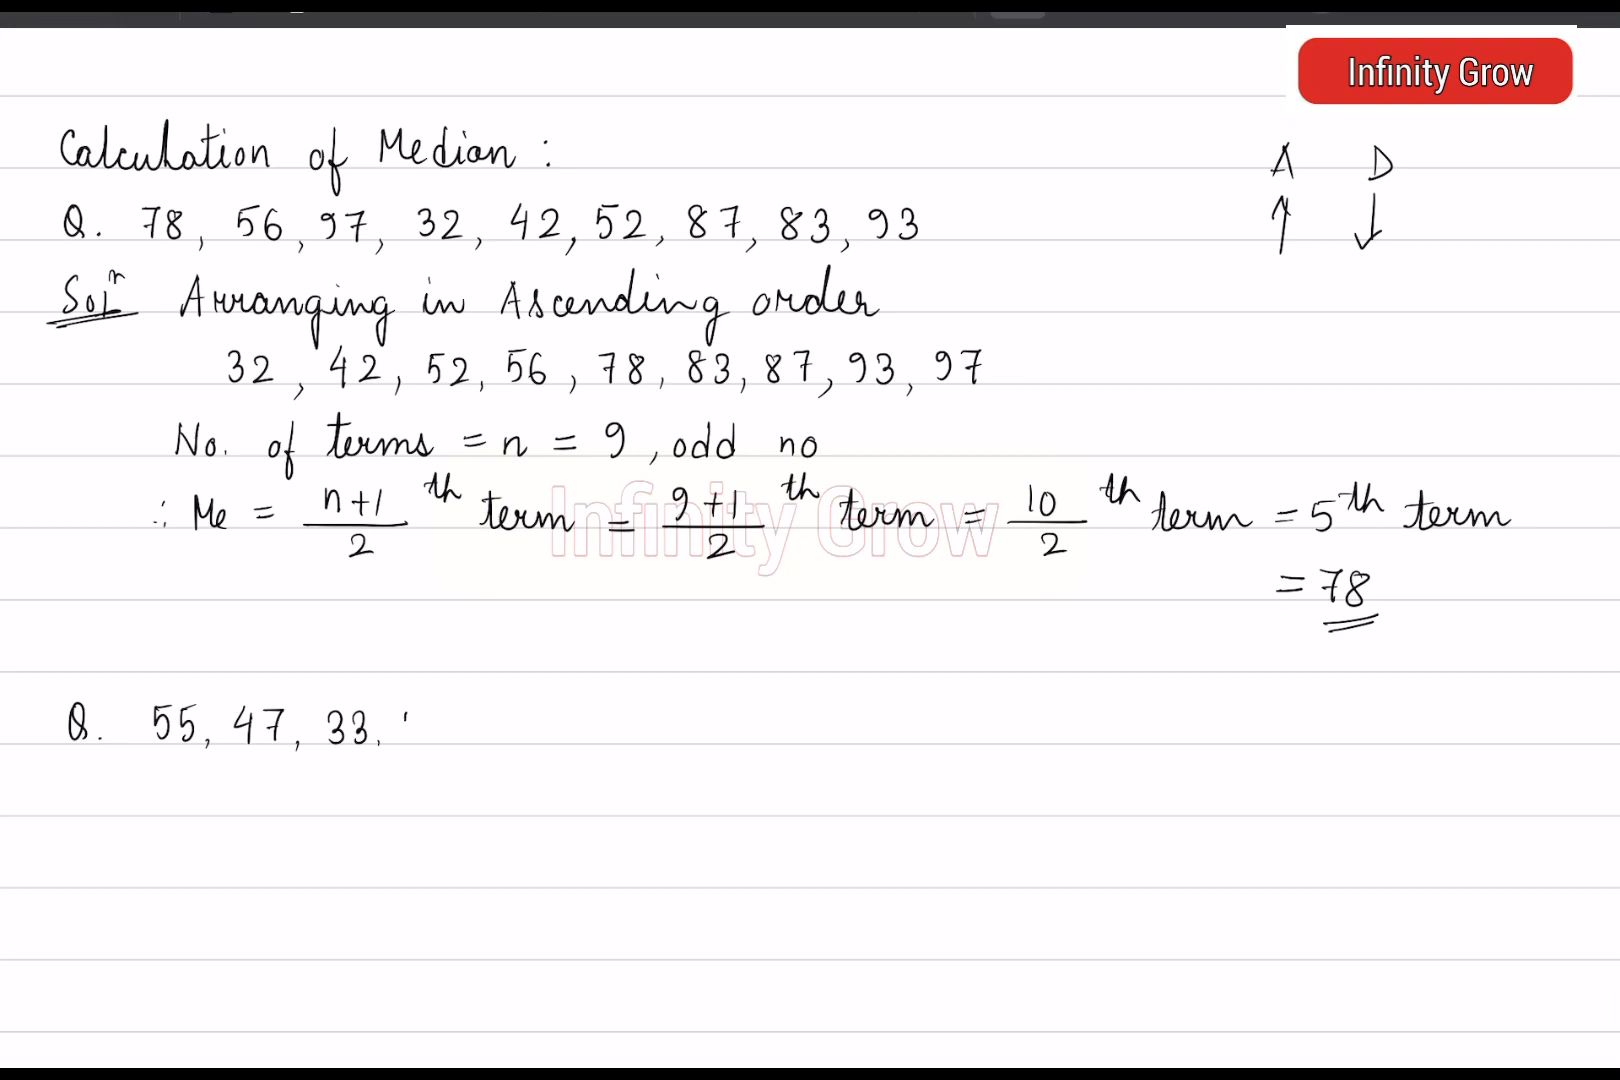 Infinity Grow
Calculation of Median :
A D
↑ ↓
Q. 78, 56, 97, 32, 42, 52, 87, 83, 93
Solⁿ Arranging in Ascending order
32, 42, 52, 56, 78, 83, 87, 93, 97
No. of terms = n = 9, odd no
∴ Me = (n+1)/2 th term = (9+1)/2 th term = 10/2 th term = 5th term
Infinity Grow
= 78
Q. 55, 47, 33,